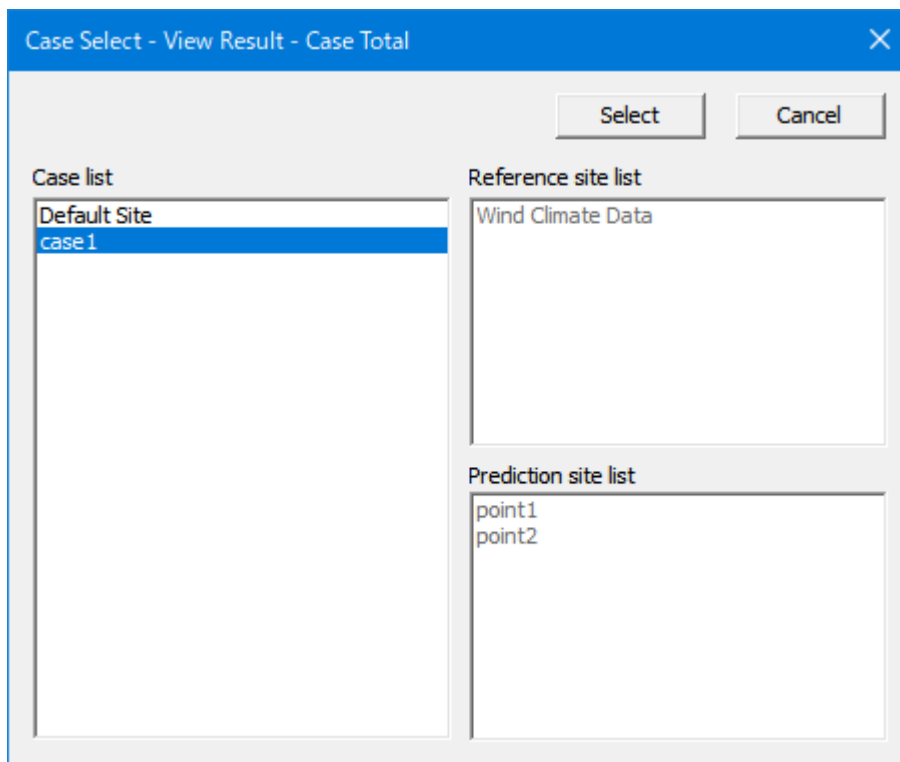 Case Select - View Result - Case Total
Select
Cancel
Case list
Default Site
case1
Reference site list
Wind Climate Data
Prediction site list
point1
point2